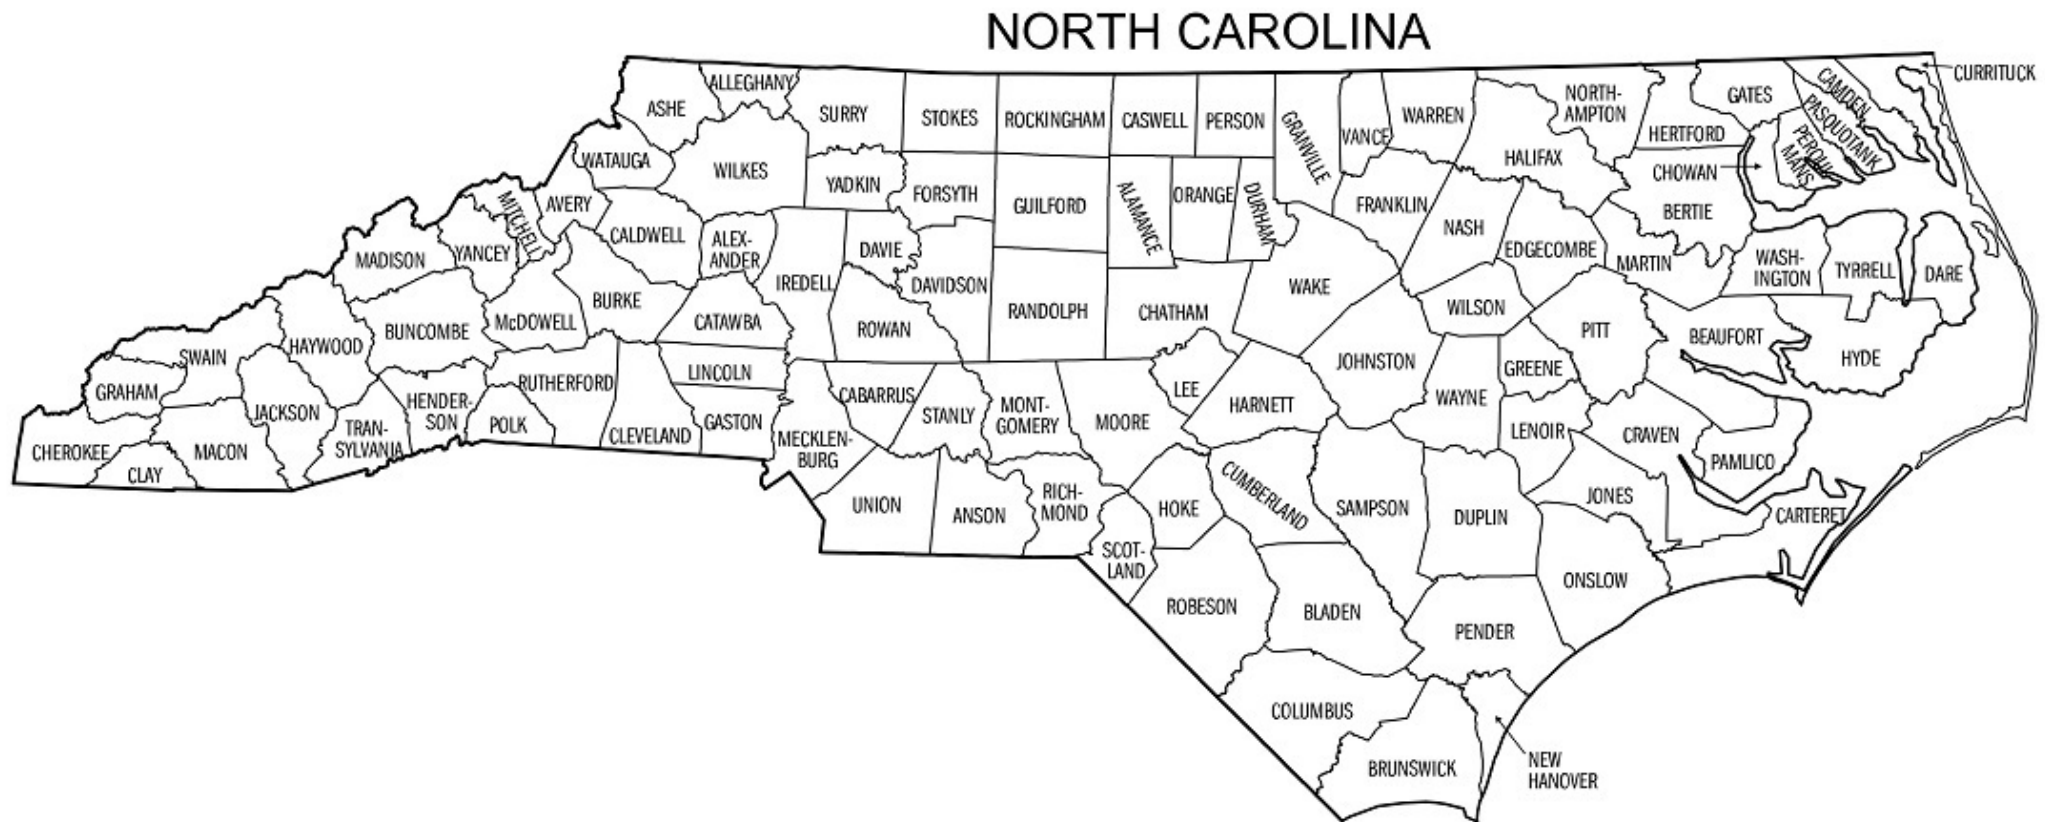 NORTH CAROLINA
CURRITUCK
ALLEGHANY
ASHE
SURRY
STOKES
ROCKINGHAM
CASWELL
PERSON
GRANVILLE
VANCE
WARREN
NORTH-
AMPTON
HERTFORD
GATES
CAMDEN
PASQUOTANK
PERQUI-
MANS
CHOWAN
WATAUGA
WILKES
YADKIN
FORSYTH
GUILFORD
ALAMANCE
ORANGE
DURHAM
FRANKLIN
HALIFAX
BERTIE
MITCHELL
AVERY
CALDWELL
ALEX-
ANDER
IREDELL
DAVIE
DAVIDSON
RANDOLPH
CHATHAM
WAKE
NASH
EDGECOMBE
MARTIN
WASH-
INGTON
TYRRELL
DARE
MADISON
YANCEY
BUNCOMBE
McDOWELL
BURKE
CATAWBA
ROWAN
JOHNSTON
WILSON
PITT
BEAUFORT
HYDE
SWAIN
HAYWOOD
LINCOLN
GREENE
GRAHAM
JACKSON
HENDER-
SON
RUTHERFORD
POLK
CLEVELAND
GASTON
CABARRUS
STANLY
MONT-
GOMERY
MOORE
LEE
HARNETT
WAYNE
LENOIR
CRAVEN
PAMLICO
CHEROKEE
CLAY
MACON
TRAN-
SYLVANIA
MECKLEN-
BURG
UNION
ANSON
RICH-
MOND
HOKE
CUMBERLAND
SAMPSON
DUPLIN
JONES
CARTERET
SCOT-
LAND
ONSLOW
ROBESON
BLADEN
PENDER
COLUMBUS
BRUNSWICK
NEW
HANOVER